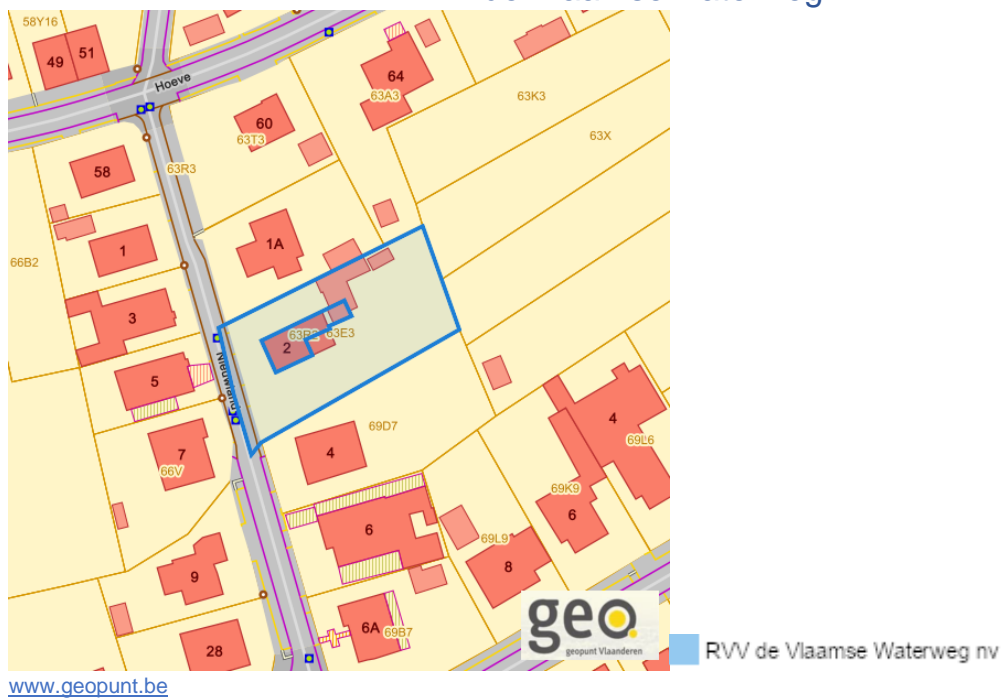 58Y16
49
51
Hoeve
64
63A3
63K3
63X
60
63T3
58
63R3
66B2
1
1A
3
63E3
2
5
4
69D7
7
66V
4
69L6
69K9
6
6
69L9
8
9
6A
69B7
28
geo
geopunt Vlaanderen
RVV de Vlaamse Waterweg nv
www.geopunt.be